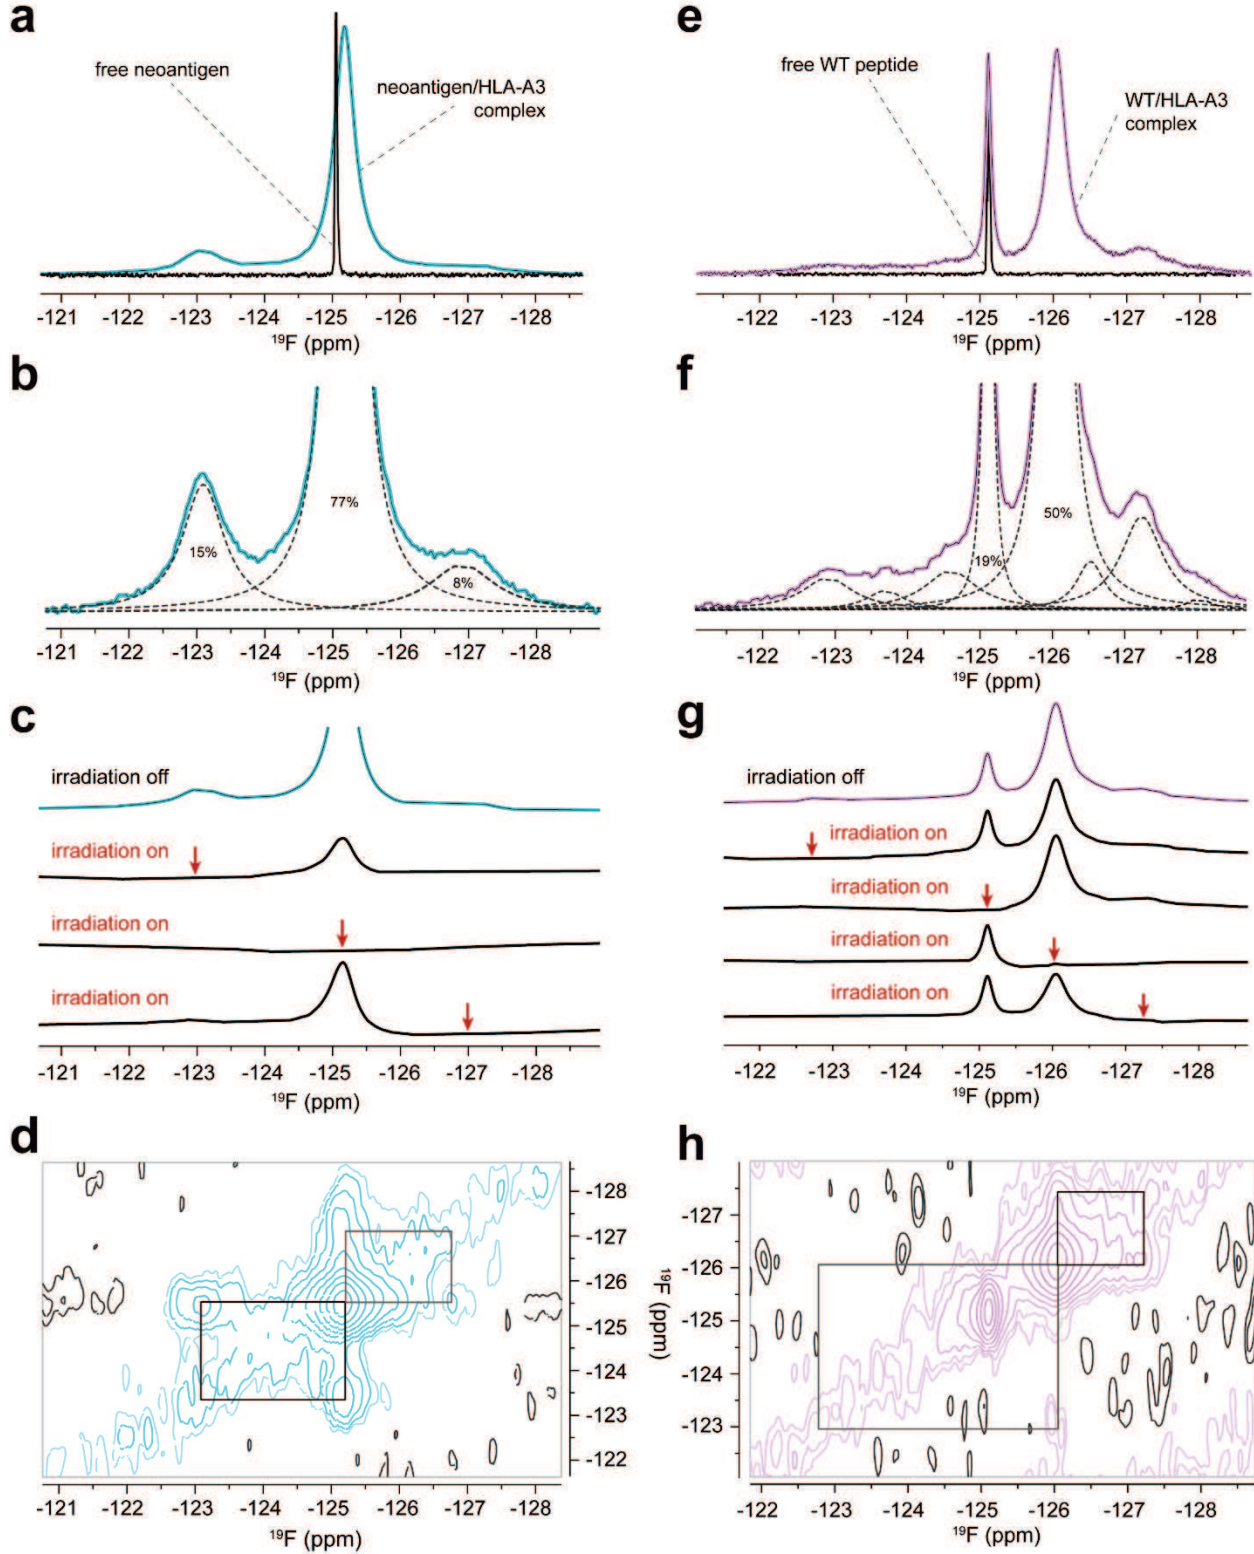 a
free neoantigen
neoantigen/HLA-A3
complex
-121 -122 -123 -124 -125 -126 -127 -128
¹⁹F (ppm)
b
15%
77%
8%
-121 -122 -123 -124 -125 -126 -127 -128
¹⁹F (ppm)
c
irradiation off
irradiation on
irradiation on
irradiation on
-121 -122 -123 -124 -125 -126 -127 -128
¹⁹F (ppm)
d
-128
-127
-126
-125
-124
-123
-122
¹⁹F (ppm)
-121 -122 -123 -124 -125 -126 -127 -128
¹⁹F (ppm)
e
free WT peptide
WT/HLA-A3
complex
-122 -123 -124 -125 -126 -127 -128
¹⁹F (ppm)
f
19%
50%
-122 -123 -124 -125 -126 -127 -128
¹⁹F (ppm)
g
irradiation off
irradiation on
irradiation on
irradiation on
irradiation on
-122 -123 -124 -125 -126 -127 -128
¹⁹F (ppm)
h
-127
-126
-125
-124
-123
-122 -123 -124 -125 -126 -127 -128
¹⁹F (ppm)